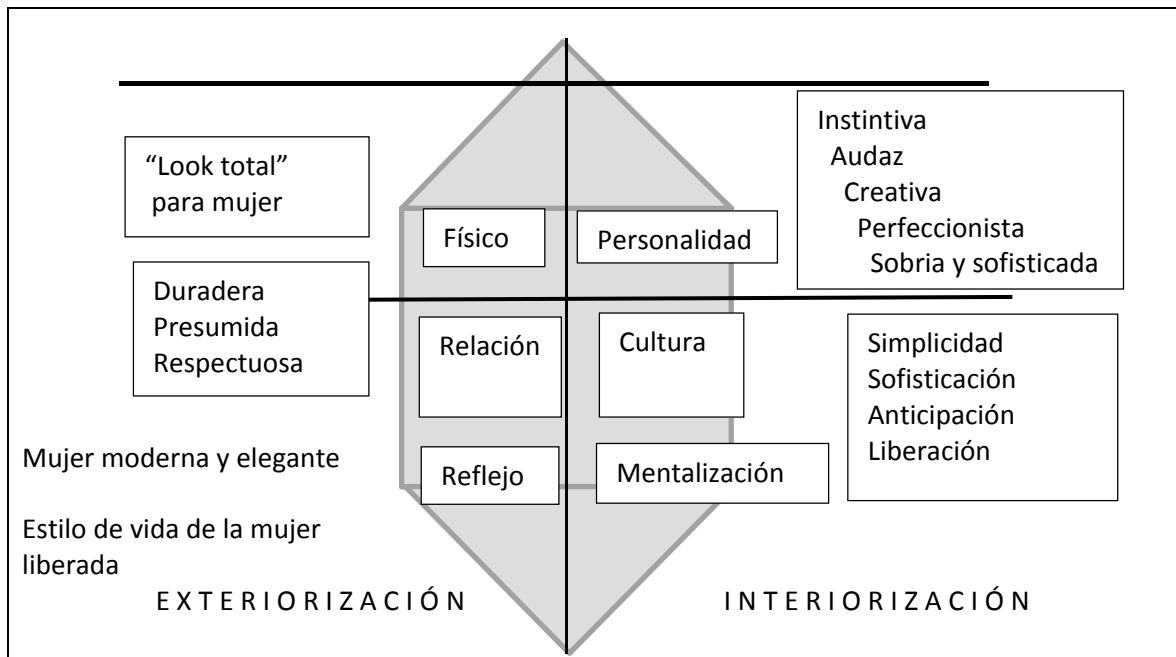 “Look total”
para mujer
Físico
Personalidad
Instintiva
Audaz
Creativa
Perfeccionista
Sobria y sofisticada
Duradera
Presumida
Respectuosa
Relación
Cultura
Simplicidad
Sofisticación
Anticipación
Liberación
Mujer moderna y elegante
Estilo de vida de la mujer
liberada
Reflejo
Mentalización
EXTERIORIZACIÓN
INTERIORIZACIÓN